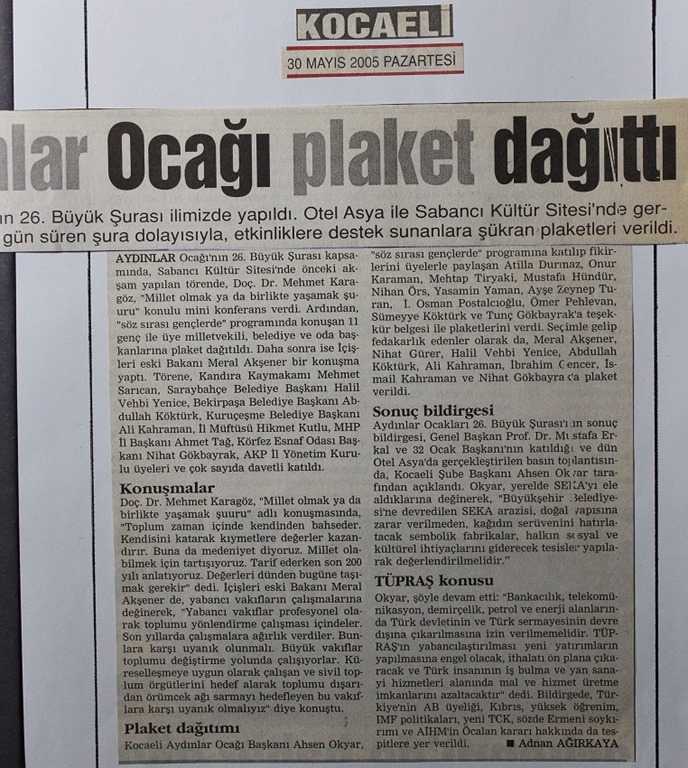 KOCAELİ
30 MAYIS 2005 PAZARTESİ
nlar Ocağı plaket dağıttı
ın 26. Büyük Şurası ilimizde yapıldı. Otel Asya ile Sabancı Kültür Sitesi'nde ger-
gün süren şura dolayısıyla, etkinliklere destek sunanlara şükran plaketleri verildi.
AYDINLAR Ocağı'nın 26. Büyük Şurası kapsa-
mında, Sabancı Kültür Sitesi'nde önceki ak-
şam yapılan törende, Doç. Dr. Mehmet Kara-
göz, "Millet olmak ya da birlikte yaşamak şu-
uru" konulu mini konferans verdi. Ardından,
"söz sırası gençlerde" programında konuşan 11
genç ile üye milletvekili, belediye ve oda baş-
kanlarına plaket dağıtıldı. Daha sonra ise İçiş-
leri eski Bakanı Meral Akşener bir konuşma
yaptı. Törene, Kandıra Kaymakamı Mehmet
Sarıcan, Saraybahçe Belediye Başkanı Halil
Vehbi Yenice, Bekirpaşa Belediye Başkanı Ab-
dullah Köktürk, Kuruçeşme Belediye Başkanı
Ali Kahraman, İl Müftüsü Hikmet Kutlu, MHP
İl Başkanı Ahmet Tağ, Körfez Esnaf Odası Baş-
kanı Nihat Gökbayrak, AKP İl Yönetim Kuru-
lu üyeleri ve çok sayıda davetli katıldı.
Konuşmalar
Doç. Dr. Mehmet Karagöz, "Millet olmak ya da
birlikte yaşamak şuuru" adlı konuşmasında,
"Toplum zaman içinde kendinden bahseder.
Kendisini katarak kıymetlere değerler kazan-
dırır. Buna da medeniyet diyoruz. Millet ola-
bilmek için tartışıyoruz. Tarif ederken son 200
yılı anlatıyoruz. Değerleri dünden bugüne taşı-
mak gerekir" dedi. İçişleri eski Bakanı Meral
Akşener de, yabancı vakıfların çalışmalarına
değinerek, "Yabancı vakıflar profesyonel ola-
rak toplumu yönlendirme çalışması içindeler.
Son yıllarda çalışmalara ağırlık verdiler. Bun-
lara karşı uyanık olunmalı. Büyük vakıflar
toplumu değiştirme yolunda çalışıyorlar. Kü-
reselleşmeye uygun olarak çalışan ve sivil top-
lum örgütlerini hedef alarak toplumu dışarı-
dan örümcek ağı sarmayı hedefleyen bu vakıf-
lara karşı uyanık olmalıyız" diye konuştu.
Plaket dağıtımı
Kocaeli Aydınlar Ocağı Başkanı Ahsen Okyar,
"söz sırası gençlerde" programına katılıp fikir-
lerini üyelerle paylaşan Atilla Durmaz, Onur
Karaman, Mehtap Tiryaki, Mustafa Hündür,
Nihan Örs, Yasamin Yaman, Ayşe Zeynep Tu-
ran, İ. Osman Postalcıoğlu, Ömer Pehlevan,
Sümeyye Köktürk ve Tunç Gökbayrak'a teşek-
kür belgesi ile plaketlerini verdi. Seçimle gelip
fedakarlık edenler olarak da, Meral Akşener,
Nihat Gürer, Halil Vehbi Yenice, Abdullah
Köktürk, Ali Kahraman, İbrahim Gencer, İs-
mail Kahraman ve Nihat Gökbayrak'a plaket
verildi.
Sonuç bildirgesi
Aydınlar Ocakları 26. Büyük Şurası'nın sonuç
bildirgesi, Genel Başkan Prof. Dr. Mustafa Er-
kal ve 32 Ocak Başkanı'nın katıldığı ve dün
Otel Asya'da gerçekleştirilen basın toplantısın-
da, Kocaeli Şube Başkanı Ahsen Okyar tara-
fından açıklandı. Okyar, yerelde SEKA'yı ele
aldıklarına değinerek, "Büyükşehir Belediye-
si'ne devredilen SEKA arazisi, doğal yapısına
zarar verilmeden, kağıdın serüvenini hatırla-
tacak sembolik fabrikalar, halkın sosyal ve
kültürel ihtiyaçlarını giderecek tesisler yapıla-
rak değerlendirilmelidir."
TÜPRAŞ konusu
Okyar, şöyle devam etti: "Bankacılık, telekomü-
nikasyon, demirçelik, petrol ve enerji alanların-
da Türk devletinin ve Türk sermayesinin devre
dışına çıkarılmasına izin verilmemelidir. TÜP-
RAŞ'ın yabancılaştırılması yeni yatırımların
yapılmasına engel olacak, ithalatı ön plana çıka-
racak ve Türk insanının iş bulma ve yan sana-
yi hizmetleri alanında mal ve hizmet üretme
imkanlarını azaltacaktır" dedi. Bildirgede, Tür-
kiye'nin AB üyeliği, Kıbrıs, yüksek öğrenim,
IMF politikaları, yeni TCK, sözde Ermeni soykı-
rımı ve AİHM'in Öcalan kararı hakkında da tes-
pitlere yer verildi. ■ Adnan AĞIRKAYA